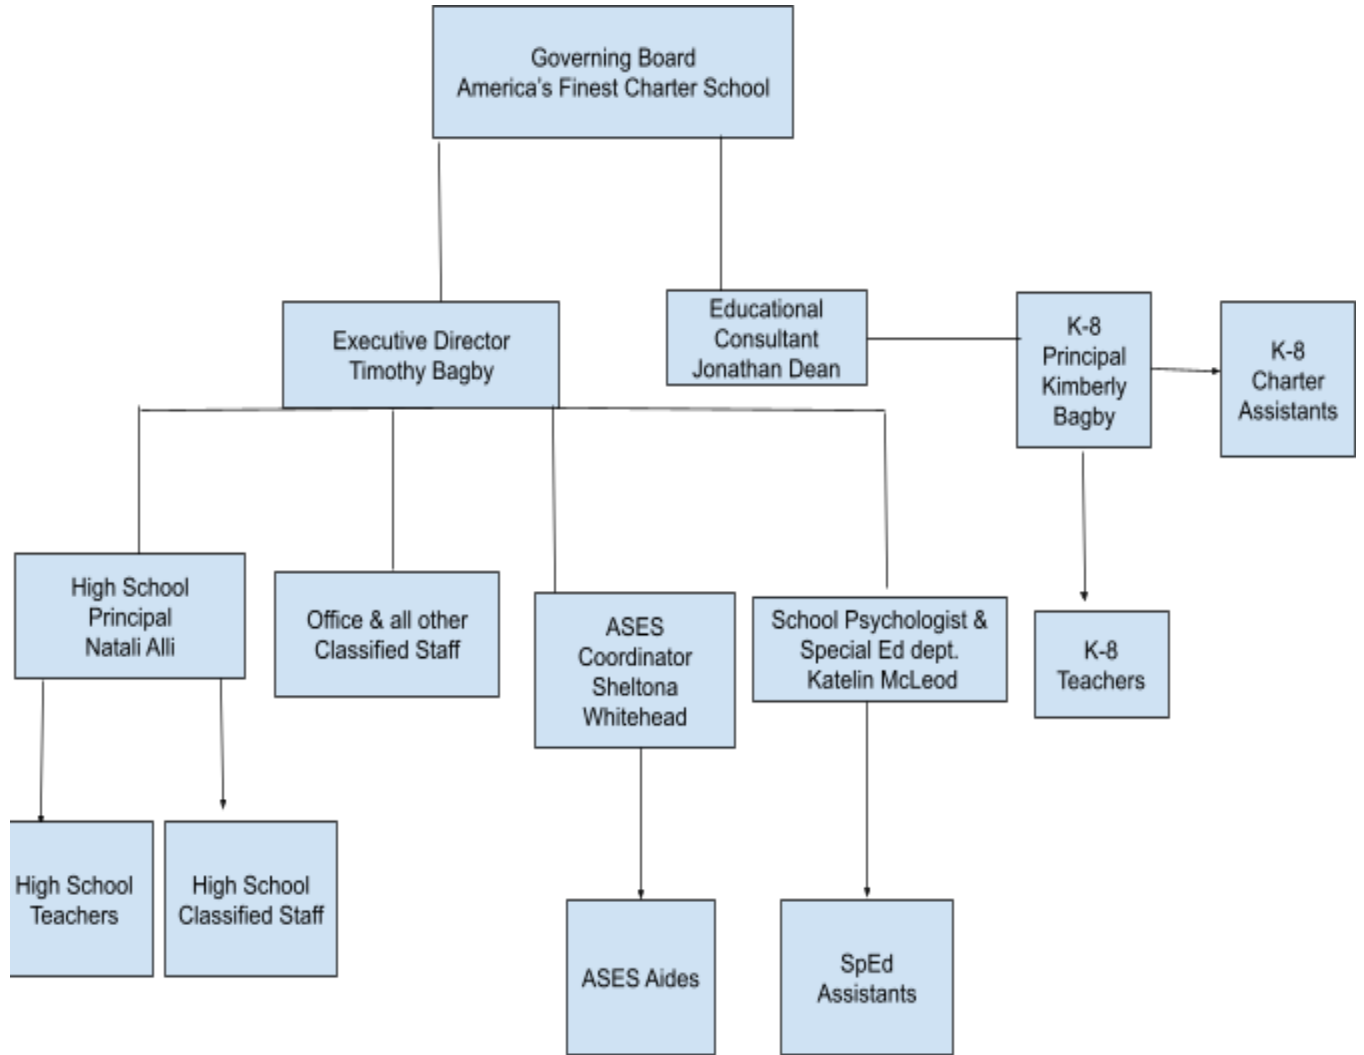 Governing Board
America's Finest Charter School
Executive Director
Timothy Bagby
Educational
Consultant
Jonathan Dean
K-8
Principal
Kimberly
Bagby
K-8
Charter
Assistants
High School
Principal
Natali Alli
Office & all other
Classified Staff
ASES
Coordinator
Sheltona
Whitehead
School Psychologist &
Special Ed dept.
Katelin McLeod
K-8
Teachers
High School
Teachers
High School
Classified Staff
ASES Aides
SpEd
Assistants